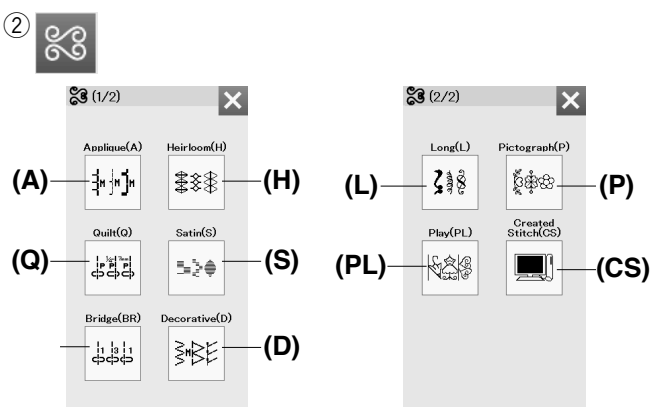 ②
(1/2)
(2/2)
Applique(A)
Heirloom(H)
Long(L)
Pictograph(P)
(A)
(H)
(L)
(P)
Quilt(Q)
Satin(S)
Play(PL)
Created
Stitch(CS)
(Q)
(S)
(PL)
(CS)
Bridge(BR)
Decorative(D)
(D)